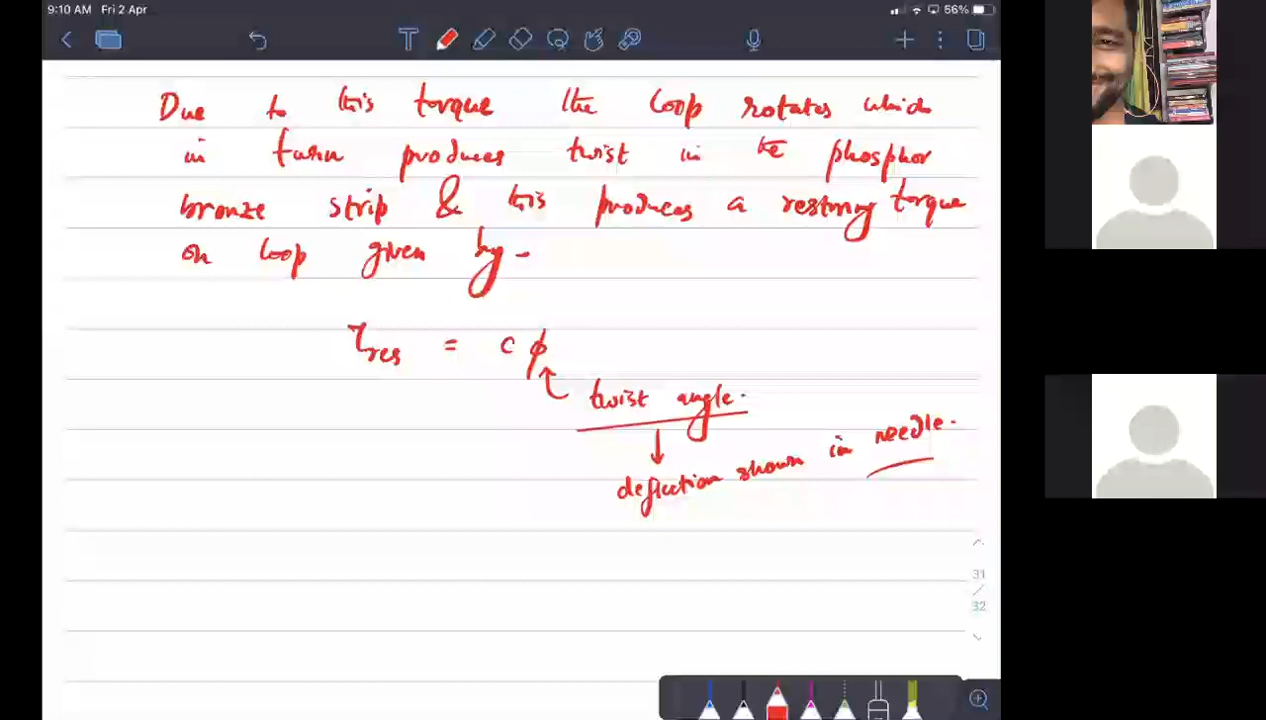 9:10 AM Fri 2 Apr
56%
Due to this torque the loop rotates which
in turn produces twist in the phosphor
bronze strip & this produces a restoring torque
on loop given by -
τres = c ϕ
twist angle.
deflection shown in needle.
31
/
32